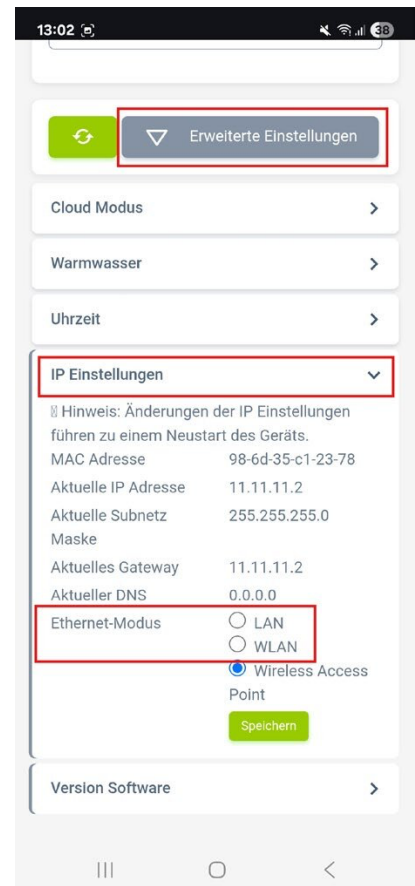 13:02
38
Erweiterte Einstellungen
Cloud Modus
Warmwasser
Uhrzeit
IP Einstellungen
Hinweis: Änderungen der IP Einstellungen
führen zu einem Neustart des Geräts.
MAC Adresse 98-6d-35-c1-23-78
Aktuelle IP Adresse 11.11.11.2
Aktuelle Subnetz 255.255.255.0
Maske
Aktuelles Gateway 11.11.11.2
Aktueller DNS 0.0.0.0
Ethernet-Modus LAN
WLAN
Wireless Access
Point
Speichern
Version Software